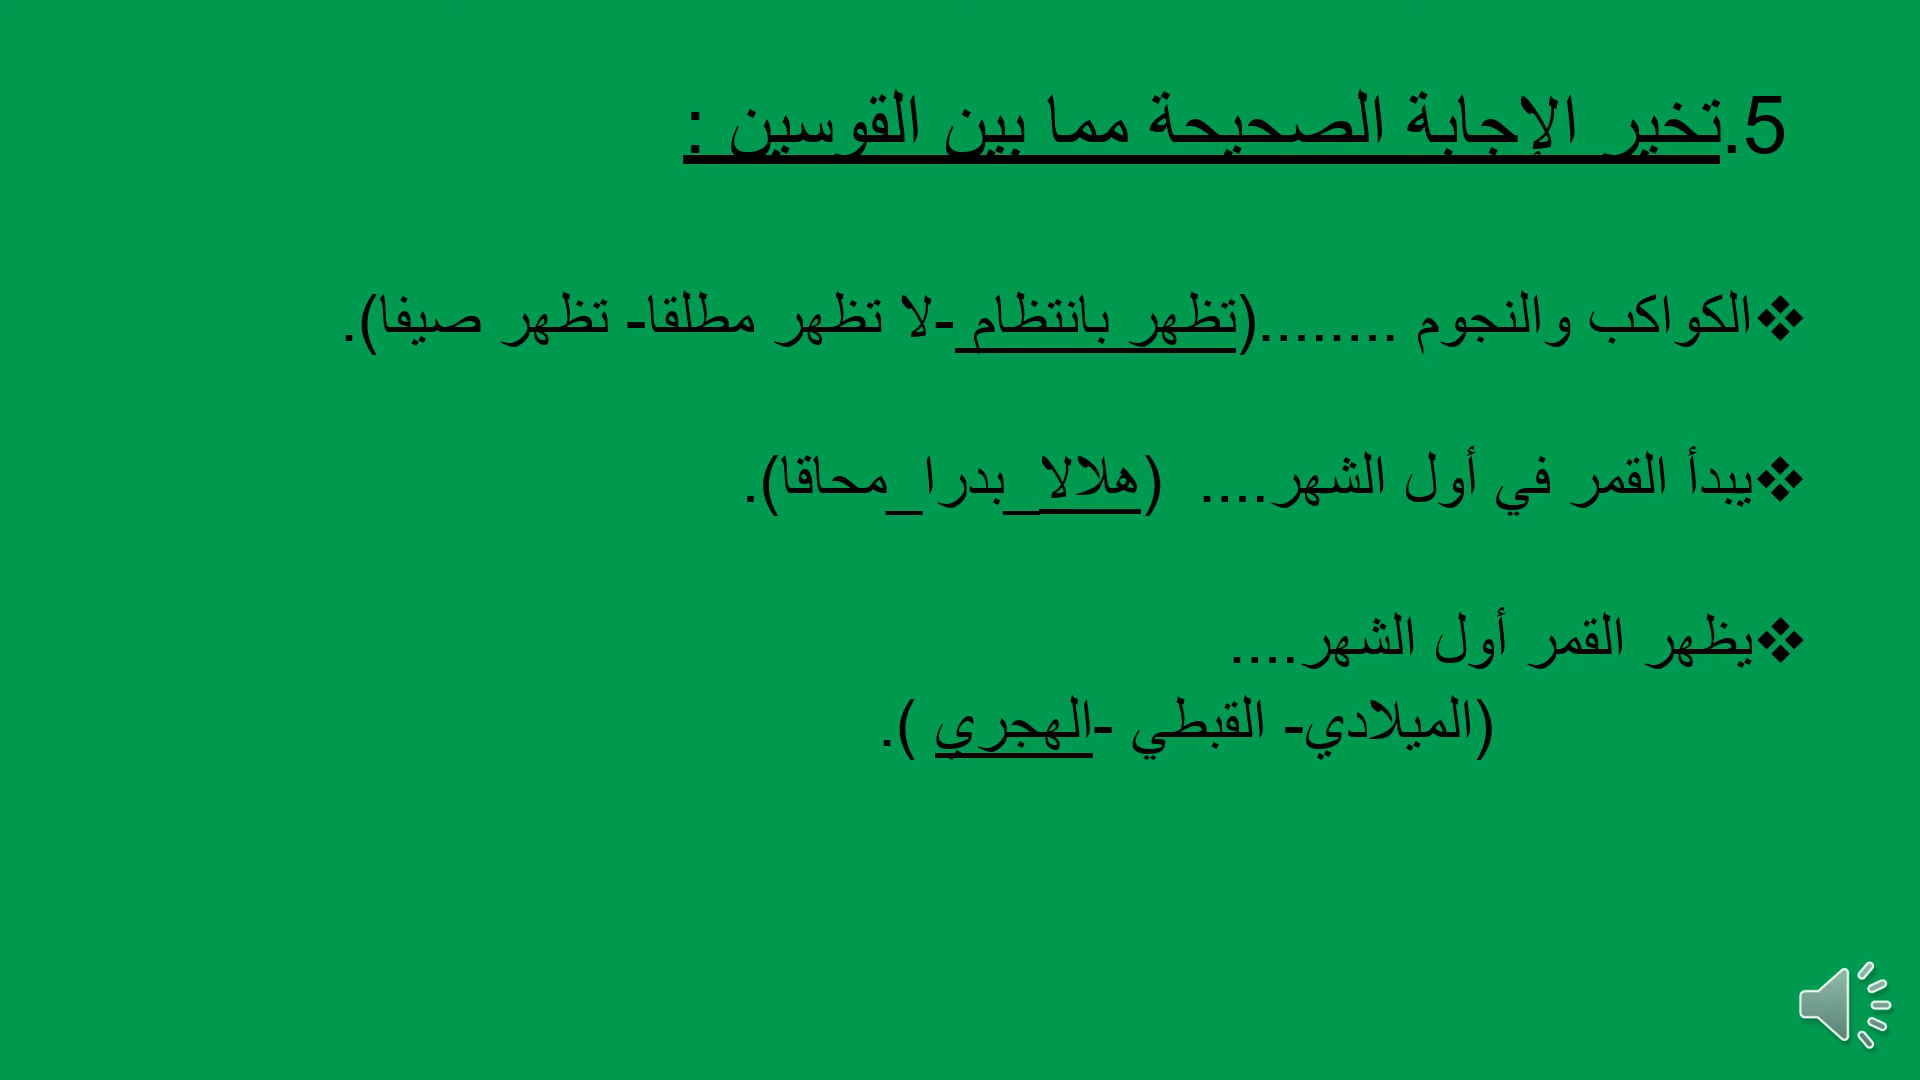 5.تخير الإجابة الصحيحة مما بين القوسين :
❖الكواكب والنجوم ........(تظهر بانتظام -لا تظهر مطلقا- تظهر صيفا).
❖يبدأ القمر في أول الشهر.... (هلالا_بدرا_محاقا).
❖يظهر القمر أول الشهر....
(الميلادي- القبطي -الهجري ).